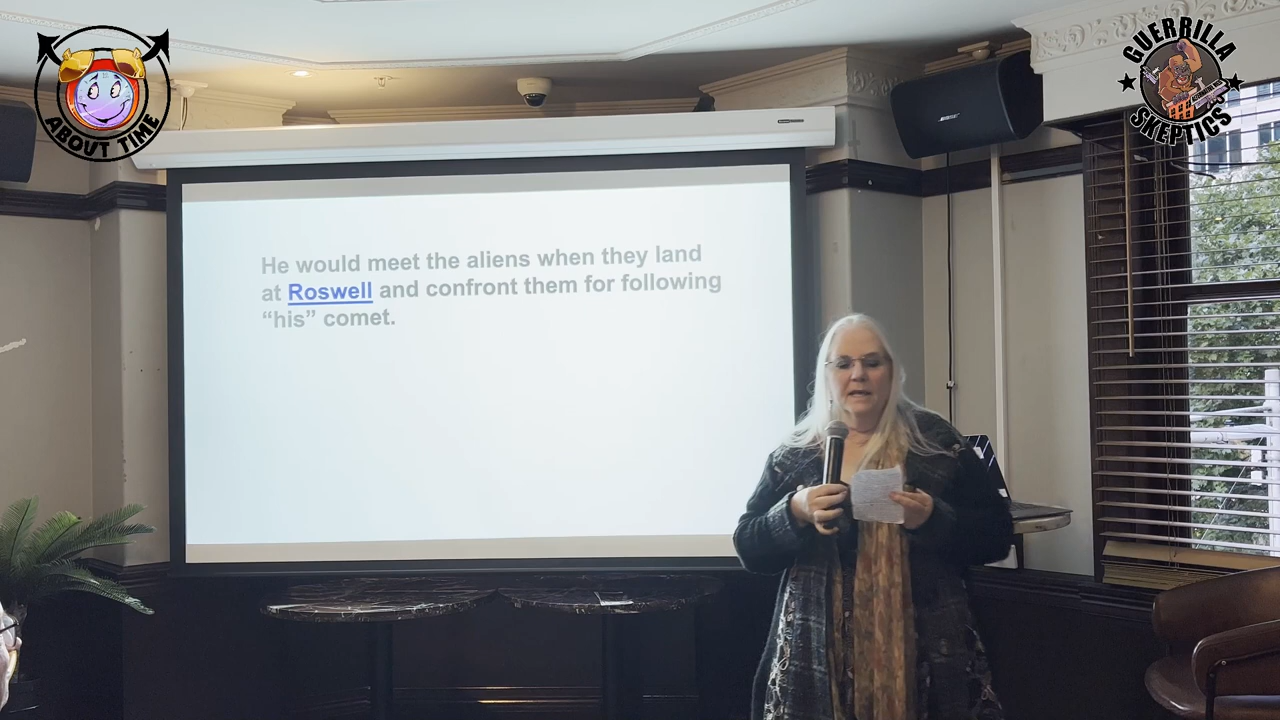 ABOUT TIME
GUERRILLA
SKEPTICS
BOSE
He would meet the aliens when they land
at Roswell and confront them for following
“his” comet.